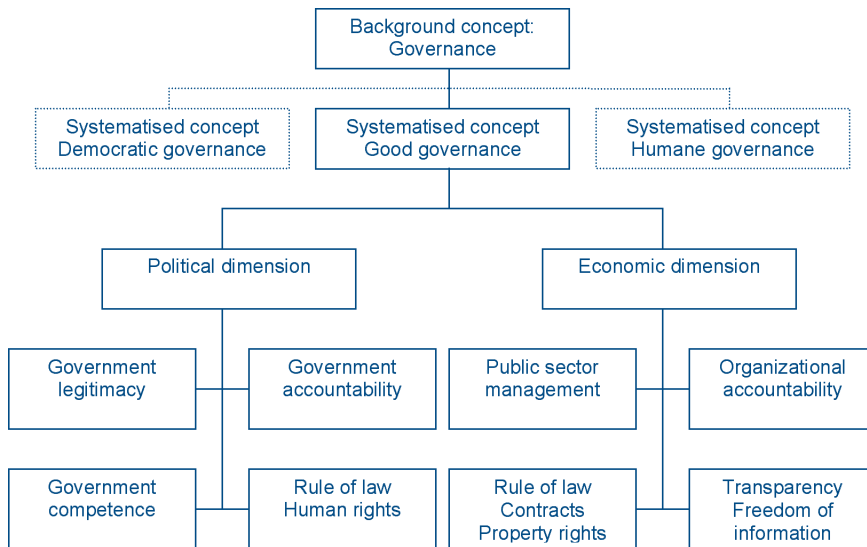 Background concept:
Governance
Systematised concept
Democratic governance
Systematised concept
Good governance
Systematised concept
Humane governance
Political dimension
Economic dimension
Government
legitimacy
Government
accountability
Public sector
management
Organizational
accountability
Government
competence
Rule of law
Human rights
Rule of law
Contracts
Property rights
Transparency
Freedom of
information